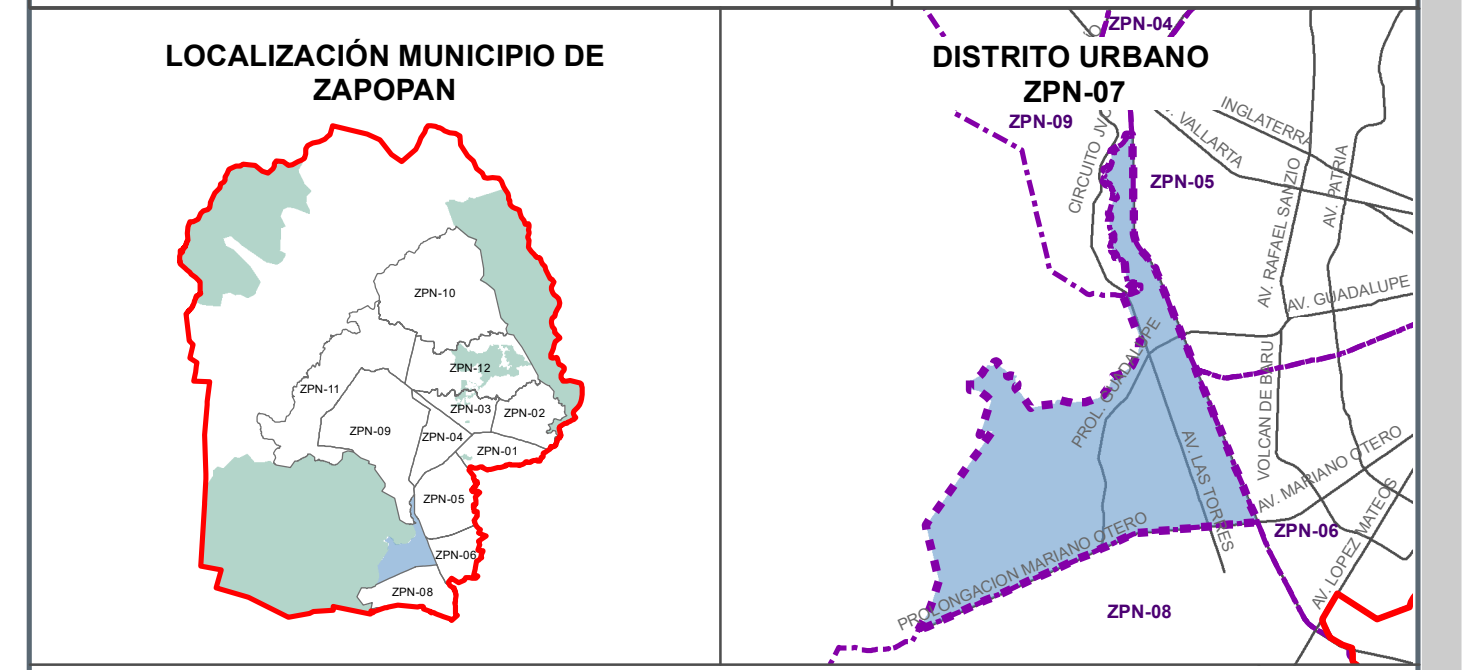 LOCALIZACIÓN MUNICIPIO DE
ZAPOPAN
ZPN-10
ZPN-12
ZPN-11
ZPN-03
ZPN-02
ZPN-09
ZPN-04
ZPN-01
ZPN-05
ZPN-06
ZPN-08
ZPN-04
DISTRITO URBANO
ZPN-07
ZPN-09
INGLATERRA
VALLARTA
CIRCUITO JVC
ZPN-05
AV. RAFAEL SANZIO
AV. PATRIA
AV. GUADALUPE
PROL. GUADALUPE
VOLCAN DE BARU
AV. LAS TORRES
AV. MARIANO OTERO
PROLONGACION MARIANO OTERO
ZPN-06
AV. LOPEZ MATEOS
ZPN-08